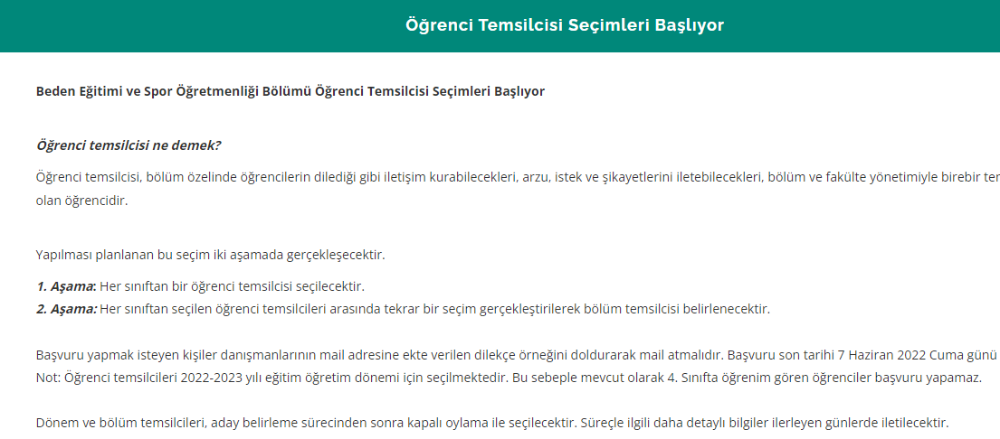 Öğrenci Temsilcisi Seçimleri Başlıyor
Beden Eğitimi ve Spor Öğretmenliği Bölümü Öğrenci Temsilcisi Seçimleri Başlıyor
Öğrenci temsilcisi ne demek?
Öğrenci temsilcisi, bölüm özelinde öğrencilerin dilediği gibi iletişim kurabilecekleri, arzu, istek ve şikayetlerini iletebilecekleri, bölüm ve fakülte yönetimiyle birebir
olan öğrencidir.
Yapılması planlanan bu seçim iki aşamada gerçekleşecektir.
1. Aşama: Her sınıftan bir öğrenci temsilcisi seçilecektir.
2. Aşama: Her sınıftan seçilen öğrenci temsilcileri arasında tekrar bir seçim gerçekleştirilerek bölüm temsilcisi belirlenecektir.
Başvuru yapmak isteyen kişiler danışmanlarının mail adresine ekte verilen dilekçe örneğini doldurarak mail atmalıdır. Başvuru son tarihi 7 Haziran 2022 Cuma günü
Not: Öğrenci temsilcileri 2022-2023 yılı eğitim öğretim dönemi için seçilmektedir. Bu sebeple mevcut olarak 4. Sınıfta öğrenim gören öğrenciler başvuru yapamaz.
Dönem ve bölüm temsilcileri, aday belirleme sürecinden sonra kapalı oylama ile seçilecektir. Süreçle ilgili daha detaylı bilgiler ilerleyen günlerde iletilecektir.